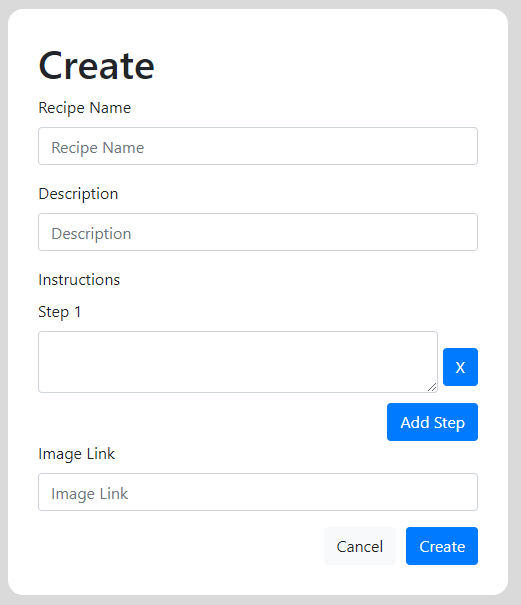 Create
Recipe Name
Recipe Name
Description
Description
Instructions
Step 1
X
Add Step
Image Link
Image Link
Cancel Create